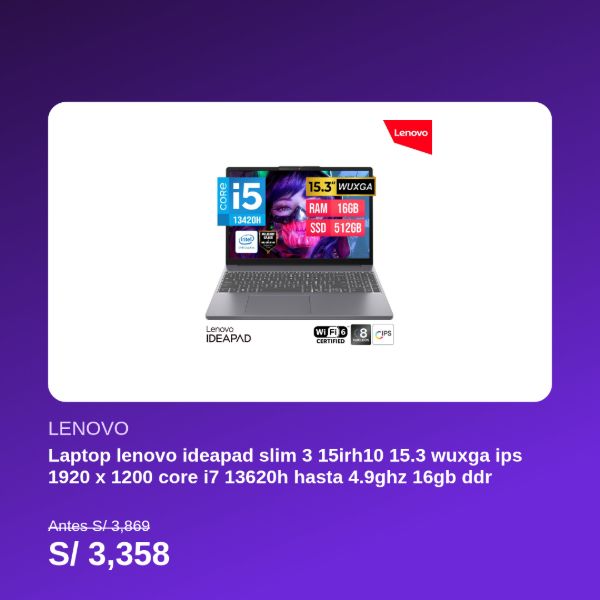 Lenovo
CORE
i5
13420H
15.3" WUXGA
RAM 16GB
SSD 512GB
intel
Lenovo
IDEAPAD
Wi Fi 6
CERTIFIED
8
IPS
LENOVO
Laptop lenovo ideapad slim 3 15irh10 15.3 wuxga ips
1920 x 1200 core i7 13620h hasta 4.9ghz 16gb ddr
Antes S/ 3,869
S/ 3,358